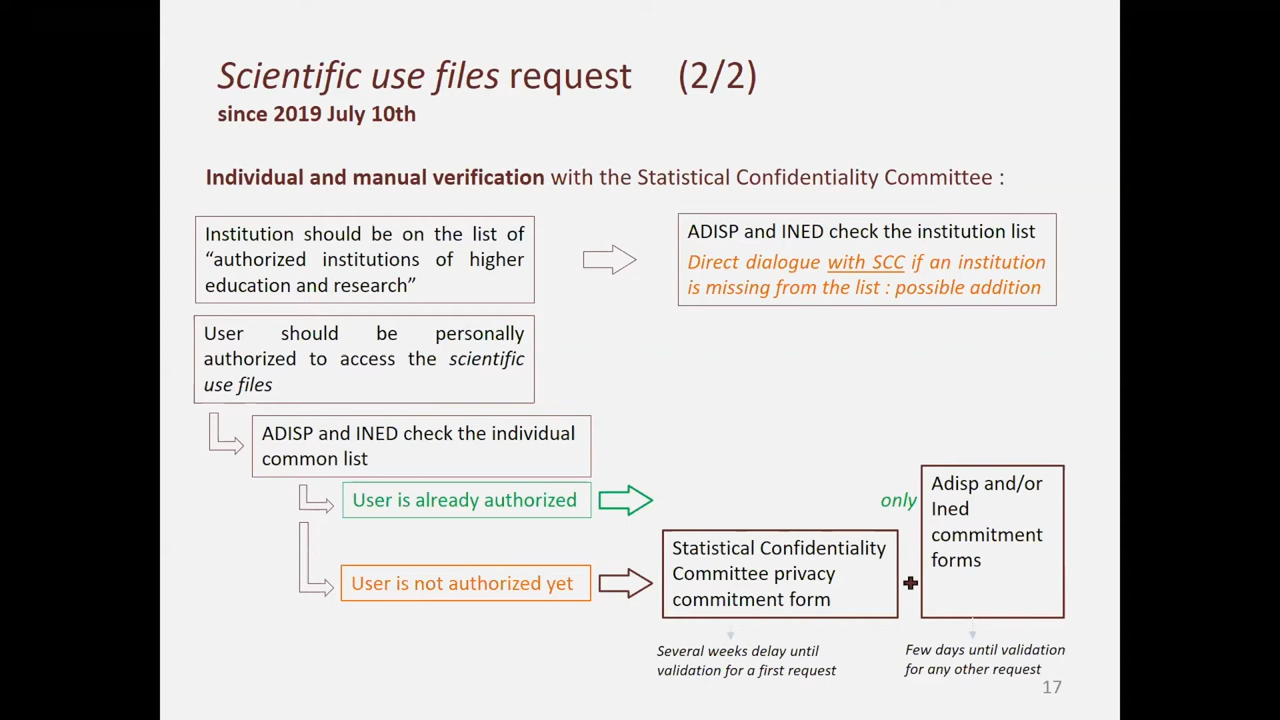 Scientific use files request (2/2)
since 2019 July 10th
Individual and manual verification with the Statistical Confidentiality Committee :
Institution should be on the list of
“authorized institutions of higher
education and research”
ADISP and INED check the institution list
Direct dialogue with SCC if an institution
is missing from the list : possible addition
User should be personally
authorized to access the scientific
use files
ADISP and INED check the individual
common list
User is already authorized
only
Adisp and/or
Ined
commitment
forms
User is not authorized yet
Statistical Confidentiality
Committee privacy
commitment form
Several weeks delay until
validation for a first request
Few days until validation
for any other request
17